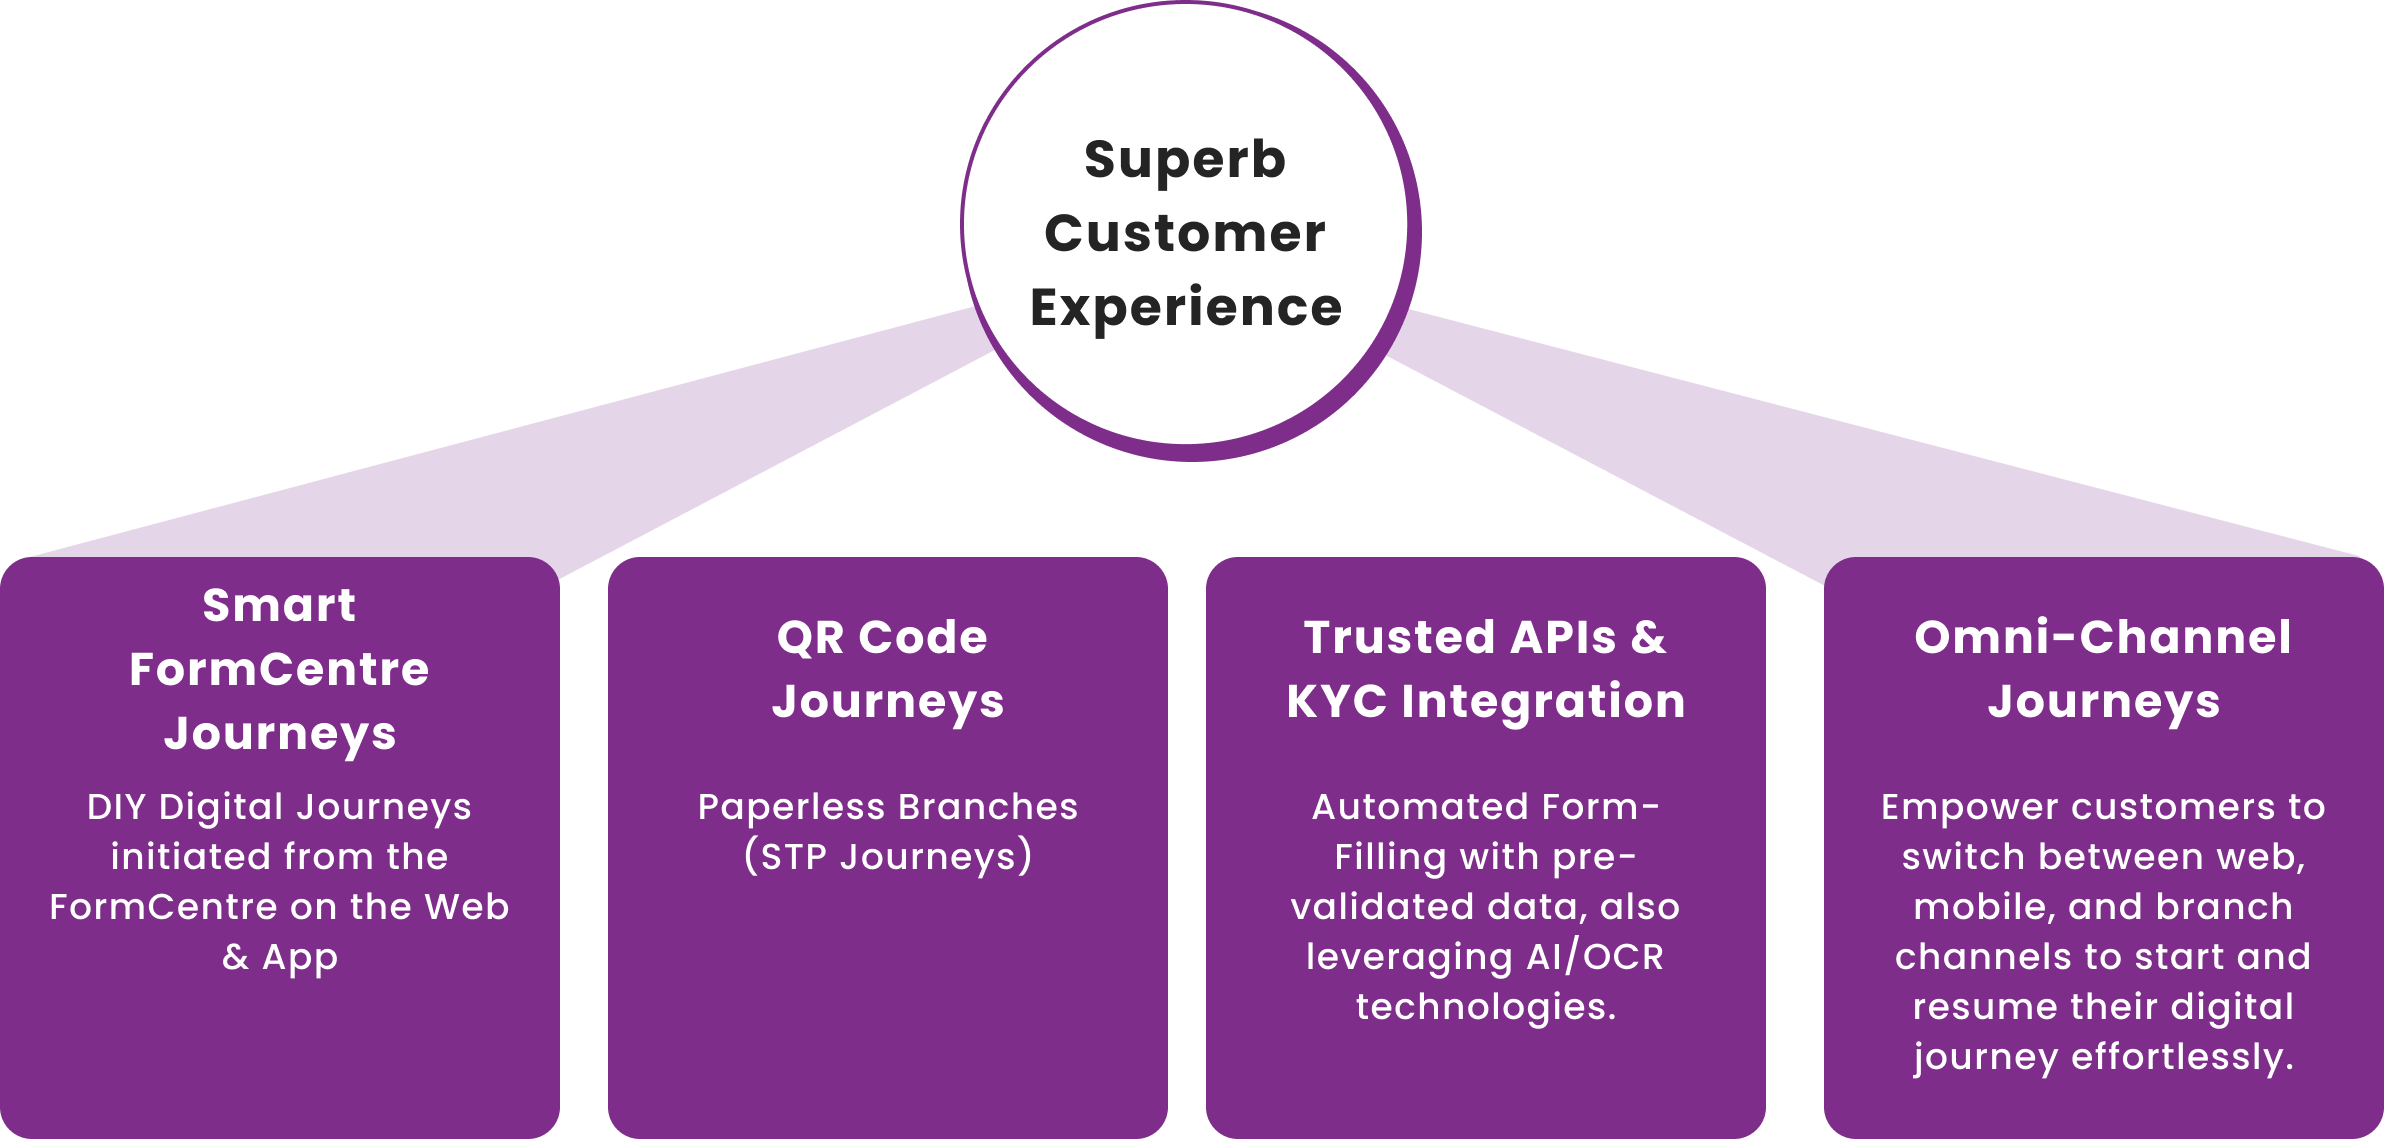 Superb
Customer
Experience
Smart
FormCentre
Journeys
DIY Digital Journeys
initiated from the
FormCentre on the Web
& App
QR Code
Journeys
Paperless Branches
(STP Journeys)
Trusted APIs &
KYC Integration
Automated Form-
Filling with pre-
validated data, also
leveraging AI/OCR
technologies.
Omni-Channel
Journeys
Empower customers to
switch between web,
mobile, and branch
channels to start and
resume their digital
journey effortlessly.